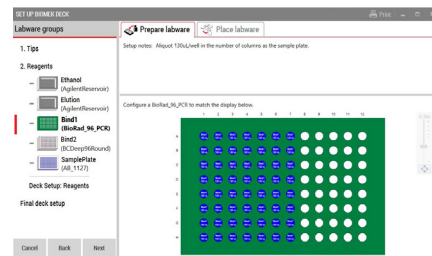 SET UP BIOMEK DECK
Print
Labware groups
Prepare labware
Place labware
1. Tips
2. Reagents
Ethanol
(AgilentReservoir)
Elution
(AgilentReservoir)
Bind1
(BioRad_96_PCR)
Bind2
(BCDeep96Round)
SamplePlate
(AB_1127)
Deck Setup: Reagents
Final deck setup
Setup notes: Aliquot 130uL/well in the number of columns as the sample plate.
Configure a BioRad_96_PCR to match the display below.
1 2 3 4 5 6 7 8 9 10 11 12
A
B
C
D
E
F
G
H
Cancel
Back
Next